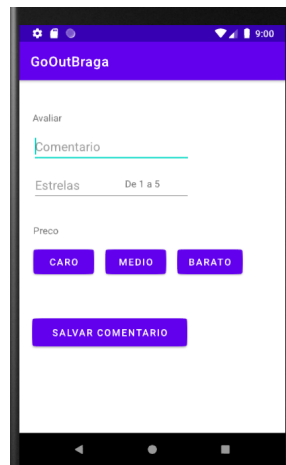 9:00
GoOutBraga
Avaliar
Comentario
Estrelas De 1 a 5
Preco
CARO MEDIO BARATO
SALVAR COMENTARIO